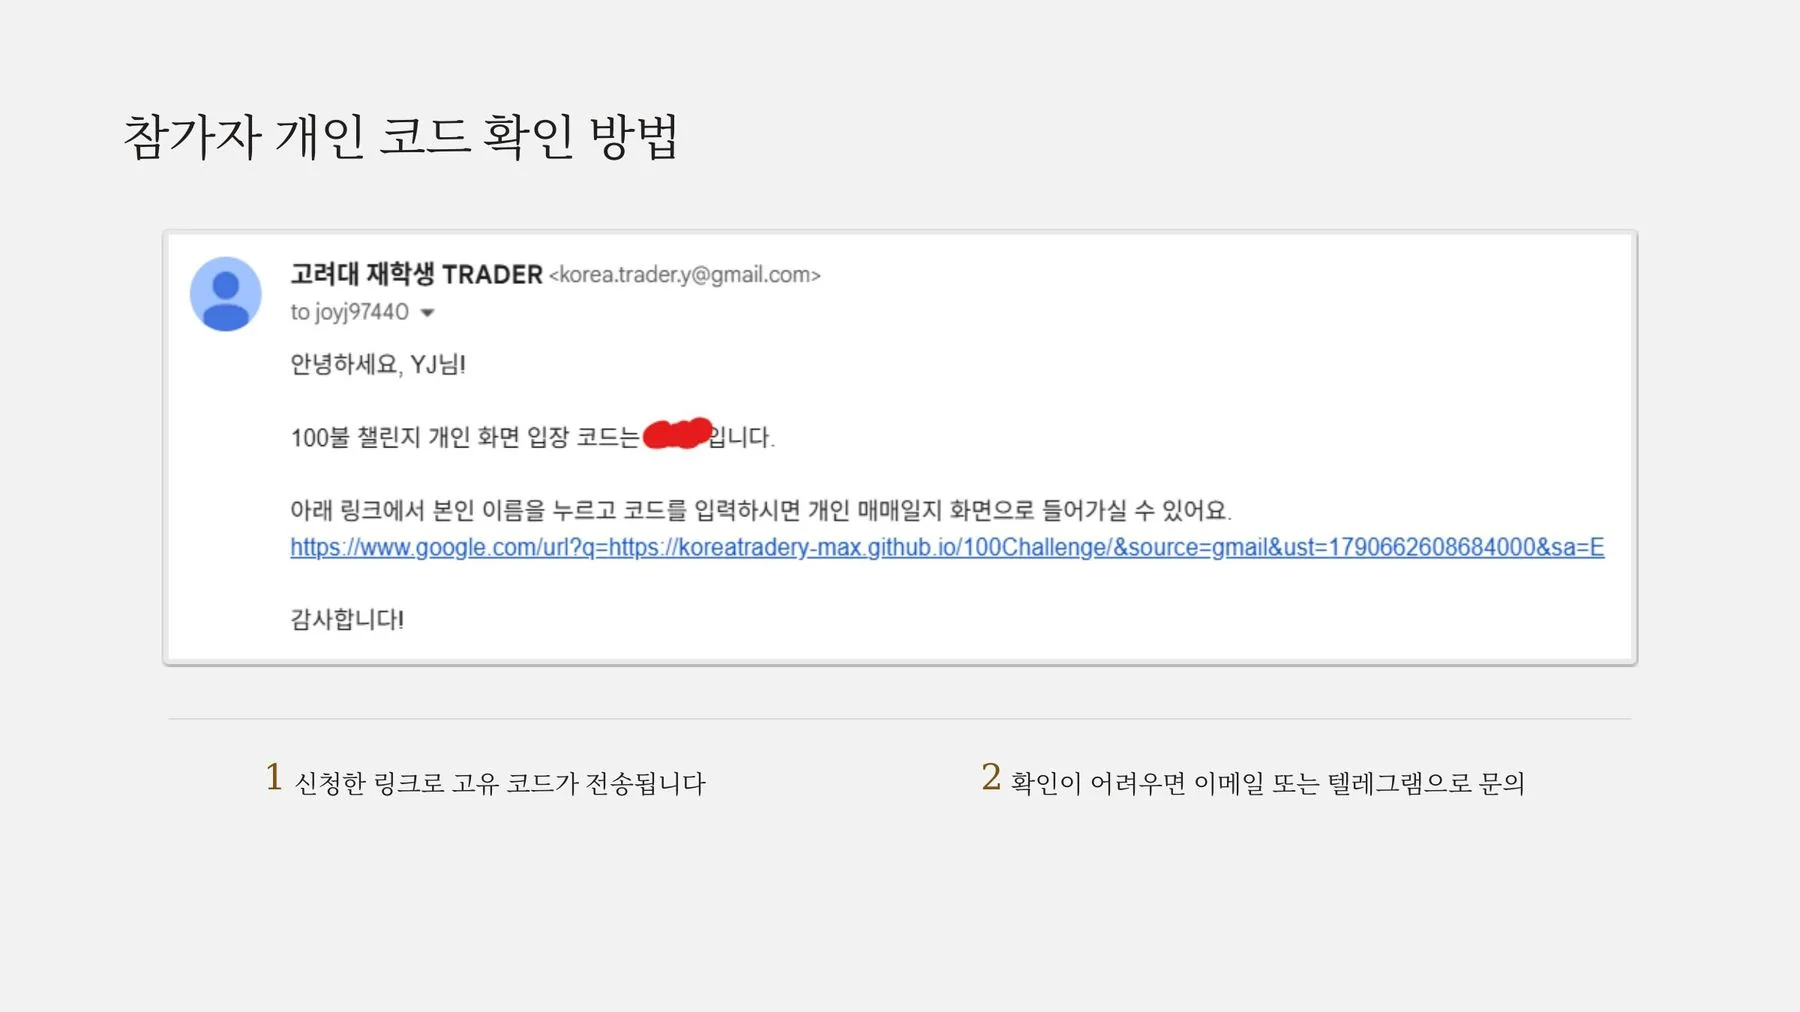 참가자 개인 코드 확인 방법
고려대 재학생 TRADER <korea.trader.y@gmail.com>
to joyj97440
안녕하세요, YJ님!
100불 챌린지 개인 화면 입장 코드는 입니다.
아래 링크에서 본인 이름을 누르고 코드를 입력하시면 개인 매매일지 화면으로 들어가실 수 있어요.
https://www.google.com/url?q=https://koreatradery-max.github.io/100Challenge/&source=gmail&ust=1790662608684000&sa=E
감사합니다!
1 신청한 링크로 고유 코드가 전송됩니다
2 확인이 어려우면 이메일 또는 텔레그램으로 문의